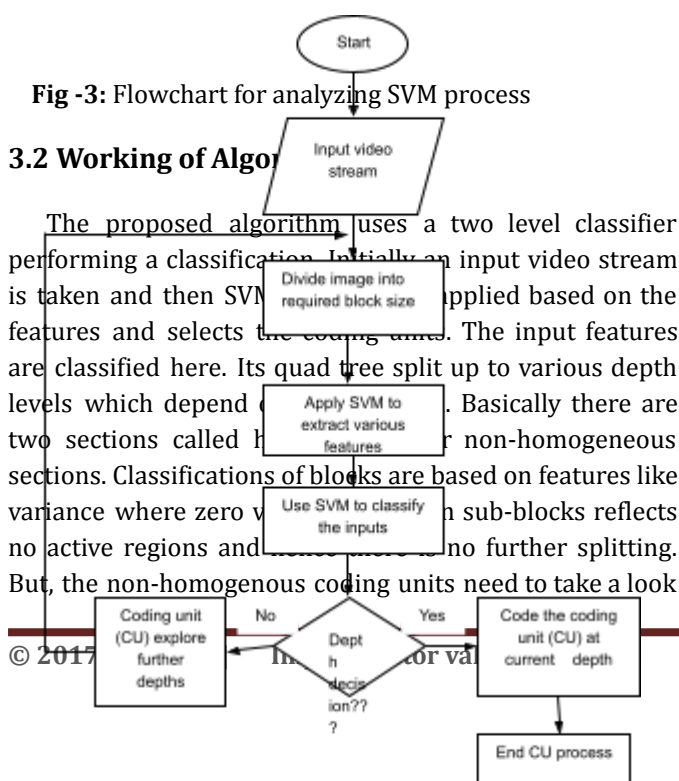 Start
Fig -3: Flowchart for analyzing SVM process
Input video
stream
3.2 Working of
The proposed algorithm uses a two level classifier
performing a classification. Initially an input video stream
Divide image into
required block size
is taken and then SVM applied based on the
features and selects the coding units. The input features
are classified here. Its quad tree split up to various depth
levels which depend . Basically there are
Apply SVM to
extract various
features
two sections called non-homogeneous
sections. Classifications of blocks are based on features like
Use SVM to classify
the inputs
variance where zero sub-blocks reflects
no active regions and hence there is no further splitting.
But, the non-homogenous coding units need to take a look
Coding unit
(CU) explore
further
depths
No
Dept
h
decis
ion??
?
Yes
Code the coding
unit (CU) at
current depth
© 2017
End CU process